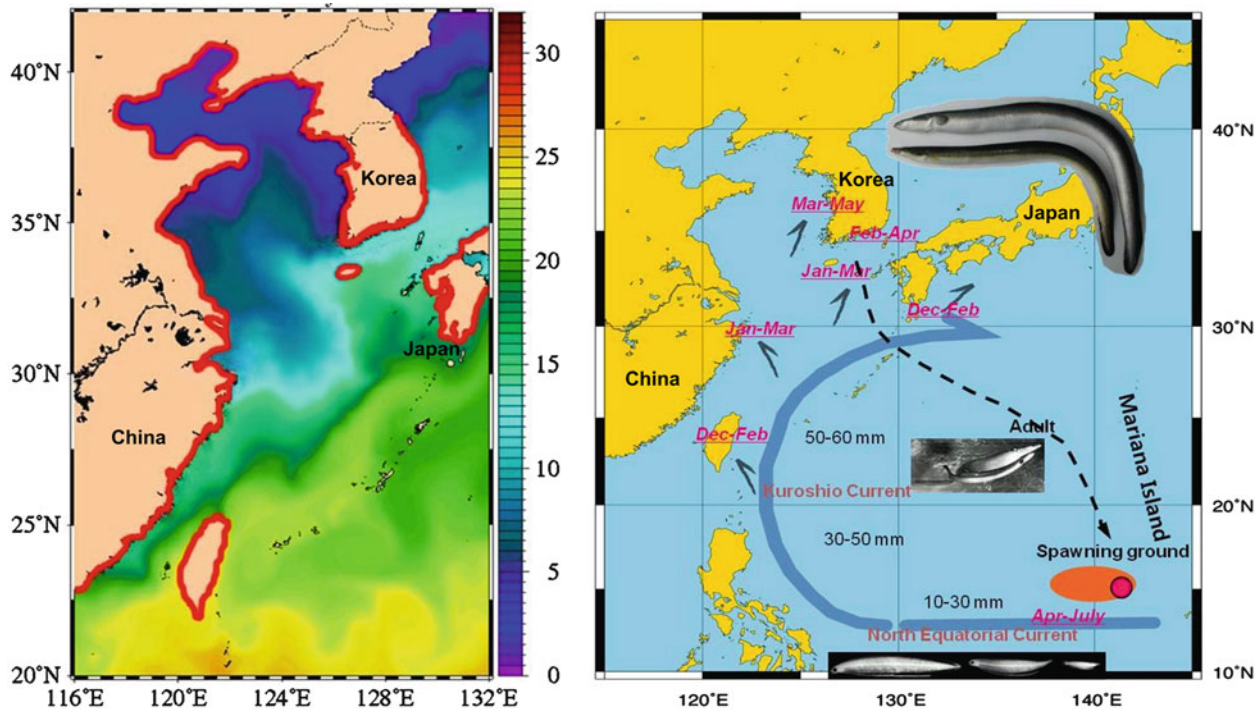 40°N
35°N
30°N
25°N
20°N
116°E
120°E
124°E
128°E
132°E
Korea
Japan
China
30
25
20
15
10
5
0
Korea
Japan
China
Mar-May
Feb-Apr
Jan-Mar
Dec-Feb
Jan-Mar
Dec-Feb
50-60 mm
Adult
Mariana Island
Kuroshio Current
30-50 mm
Spawning ground
10-30 mm
Apr-July
North Equatorial Current
40°N
30°N
20°N
10°N
120°E
130°E
140°E